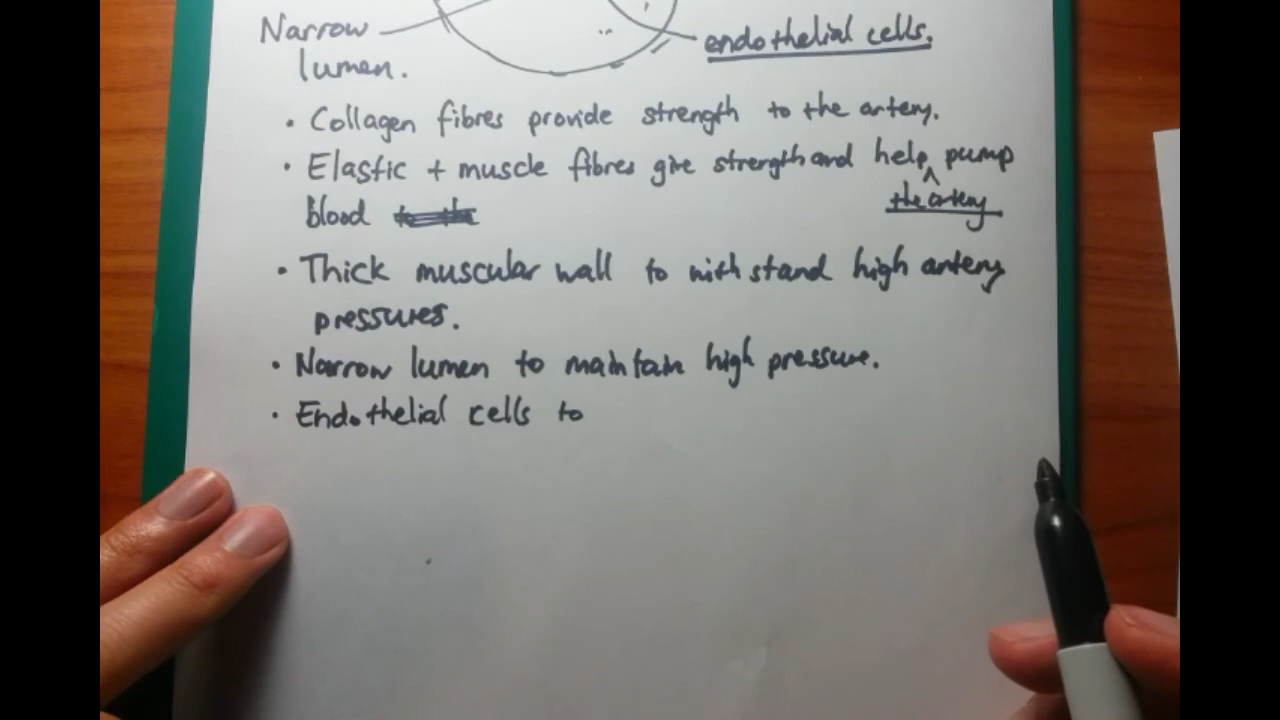 Narrow
lumen.
endothelial cells.
• Collagen fibres provide strength to the artery.
• Elastic + muscle fibres give strength and help ^ pump
the artery
blood
• Thick muscular wall to withstand high artery
pressures.
• Narrow lumen to maintain high pressure.
• Endothelial cells to